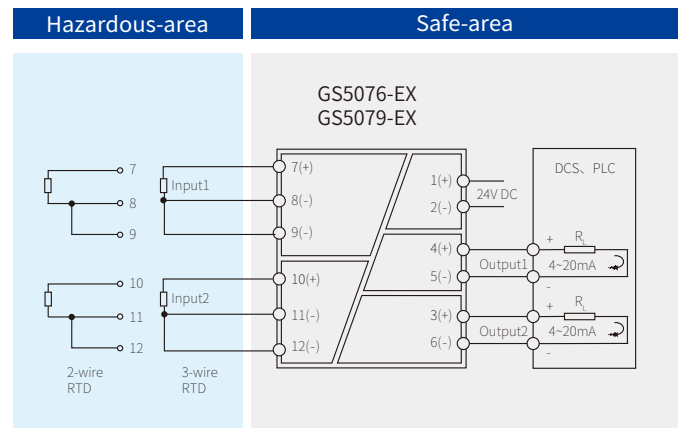 Hazardous-area
Safe-area
GS5076-EX
GS5079-EX
7
8
9
Input1
7(+)
8(-)
9(-)
1(+)
2(-)
24V DC
DCS、PLC
4(+)
5(-)
Output1
+ RL
4~20mA
-
10
11
12
Input2
10(+)
11(-)
12(-)
3(+)
6(-)
Output2
+ RL
4~20mA
-
2-wire
RTD
3-wire
RTD